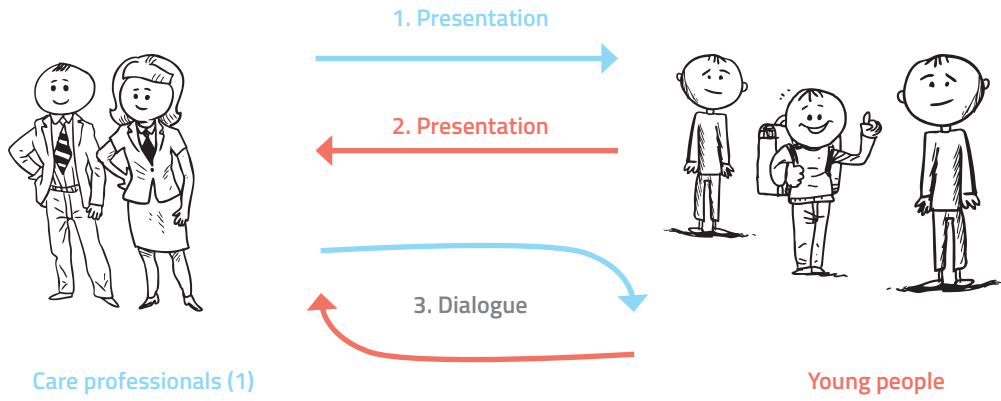 1. Presentation
2. Presentation
3. Dialogue
Care professionals (1)
Young people